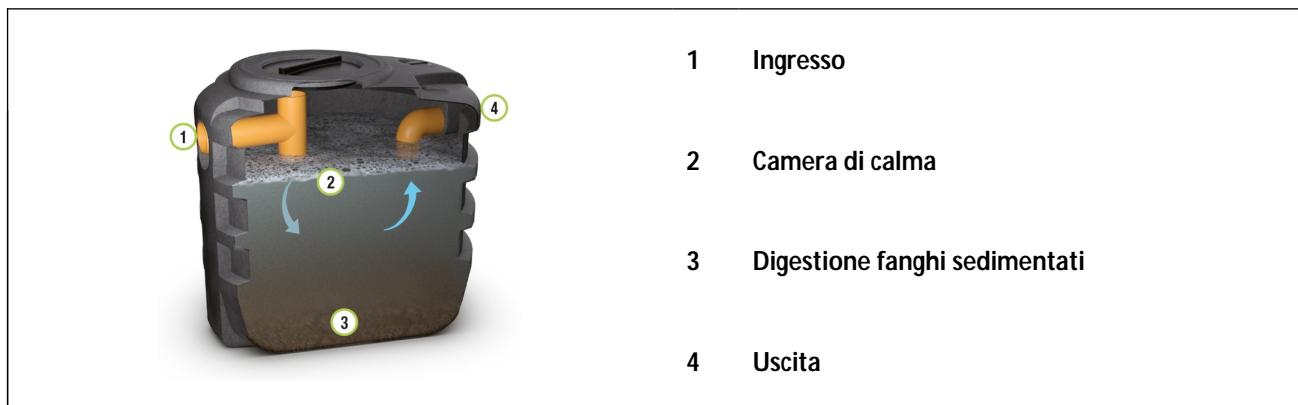 1
4
2
3
1 Ingresso
2 Camera di calma
3 Digestione fanghi sedimentati
4 Uscita